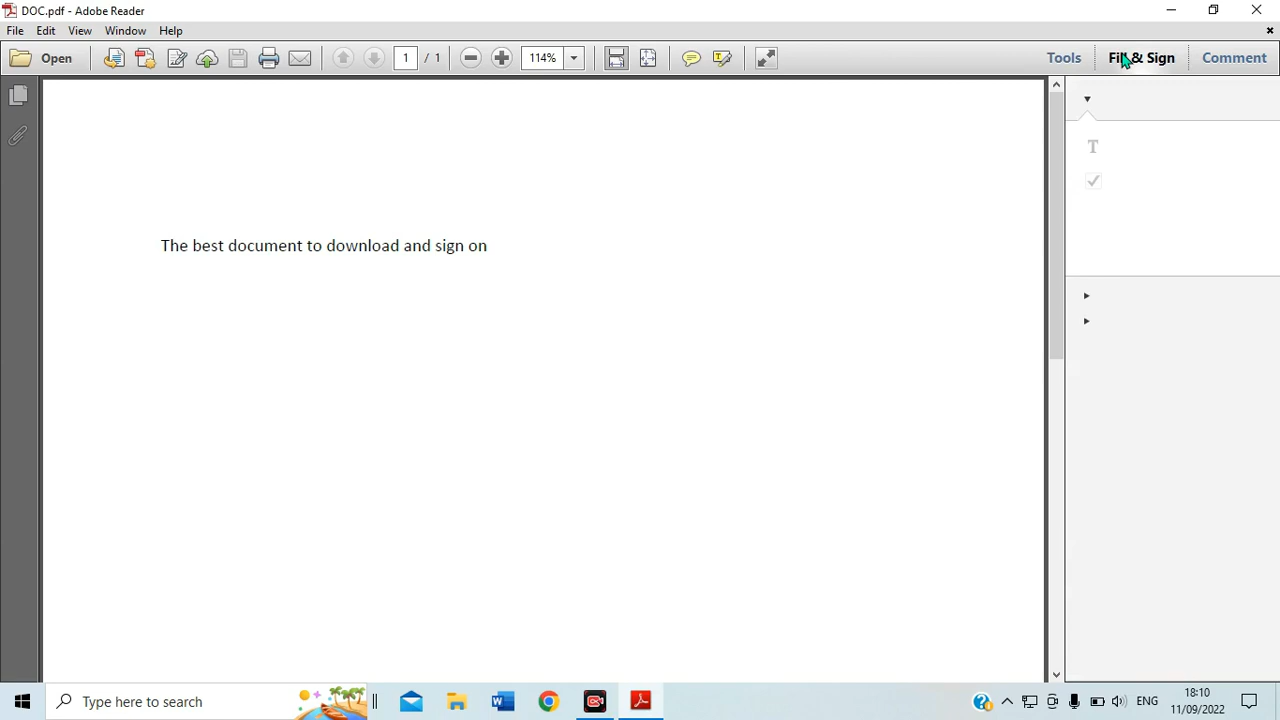 DOC.pdf - Adobe Reader
File Edit View Window Help
Open 1 / 1 114% Tools Fill & Sign Comment
T
The best document to download and sign on
Type here to search
ENG
18:10
11/09/2022